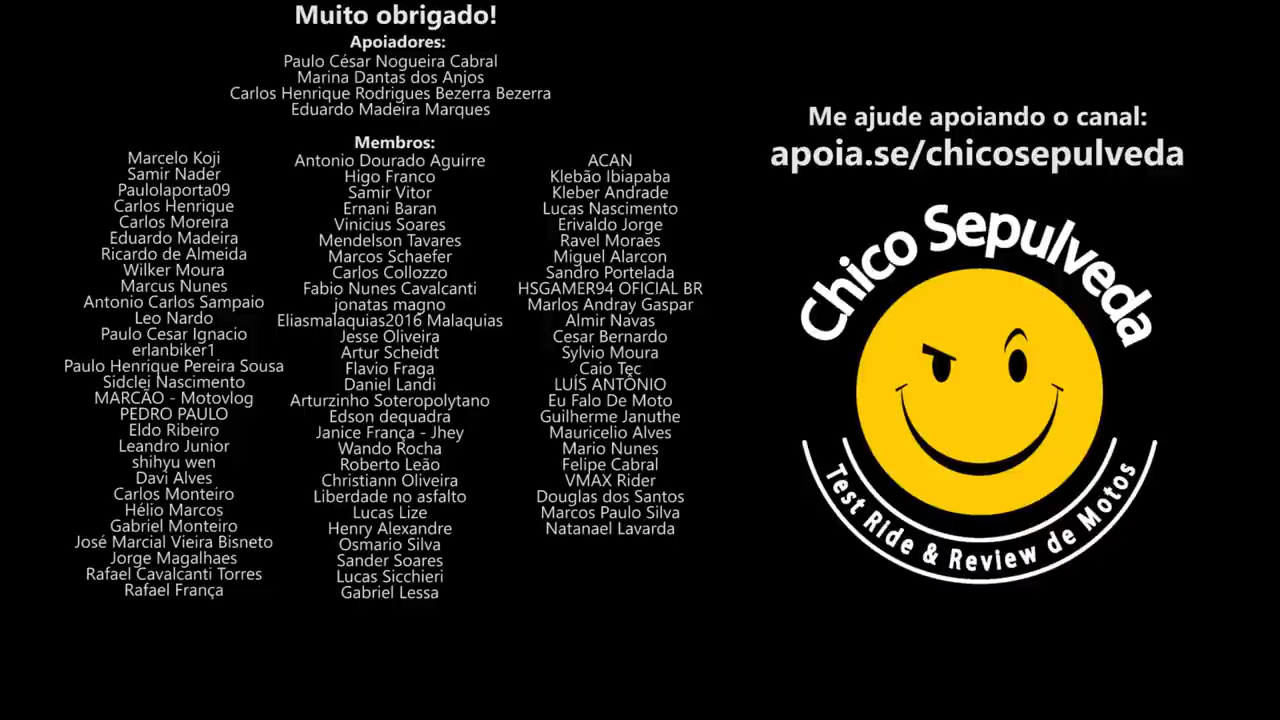 Muito obrigado!
Apoiadores:
Paulo César Nogueira Cabral
Marina Dantas dos Anjos
Carlos Henrique Rodrigues Bezerra Bezerra
Eduardo Madeira Marques
Membros:
Marcelo Koji
Samir Nader
Paulolaporta09
Carlos Henrique
Carlos Moreira
Eduardo Madeira
Ricardo de Almeida
Wilker Moura
Marcus Nunes
Antonio Carlos Sampaio
Leo Nardo
Paulo Cesar Ignacio
erlanbiker1
Paulo Henrique Pereira Sousa
Sidclei Nascimento
MARCÃO - Motovlog
PEDRO PAULO
Eldo Ribeiro
Leandro Junior
shihyu wen
Davi Alves
Carlos Monteiro
Hélio Marcos
Gabriel Monteiro
José Marcial Vieira Bisneto
Jorge Magalhaes
Rafael Cavalcanti Torres
Rafael França
Antonio Dourado Aguirre
Higo Franco
Samir Vitor
Ernani Baran
Vinicius Soares
Mendelson Tavares
Marcos Schaefer
Carlos Collozzo
Fabio Nunes Cavalcanti
jonatas magno
Eliasmalaquias2016 Malaquias
Jesse Oliveira
Artur Scheidt
Flavio Fraga
Daniel Landi
Arturzinho Soteropolytano
Edson dequadra
Janice França - Jhey
Wando Rocha
Roberto Leão
Christiann Oliveira
Liberdade no asfalto
Lucas Lize
Henry Alexandre
Osmario Silva
Sander Soares
Lucas Sicchieri
Gabriel Lessa
ACAN
Klebão Ibiapaba
Kleber Andrade
Lucas Nascimento
Erivaldo Jorge
Ravel Moraes
Miguel Alarcon
Sandro Portelada
HSGAMER94 OFICIAL BR
Marlos Andray Gaspar
Almir Navas
Cesar Bernardo
Sylvio Moura
Caio Tec
LUÍS ANTÔNIO
Eu Falo De Moto
Guilherme Januthe
Mauricelio Alves
Mario Nunes
Felipe Cabral
VMAX Rider
Douglas dos Santos
Marcos Paulo Silva
Natanael Lavarda
Me ajude apoiando o canal:
apoia.se/chicosepulveda
Chico Sepulveda
Test Ride & Review de Motos